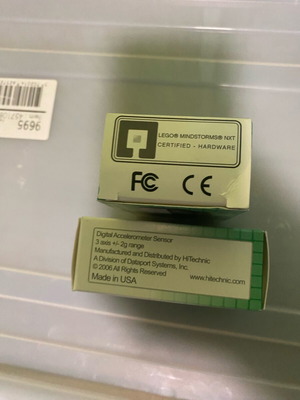 LEGO® MINDSTORMS® NXT
CERTIFIED - HARDWARE
FC CE
Digital Accelerometer Sensor
3 axis +/- 2g range
Manufactured and Distributed by HiTechnic
A Division of Dataport Systems, Inc.
© 2006 All Rights Reserved
www.hitechnic.com
Made in USA
9695